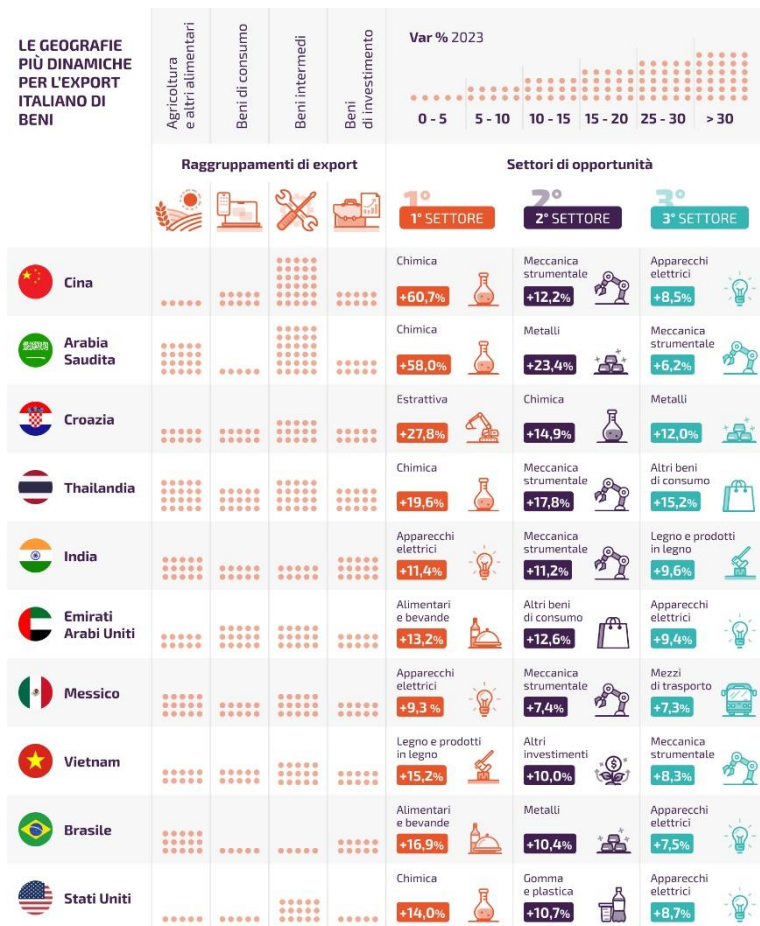 LE GEOGRAFIE
PIÙ DINAMICHE
PER L'EXPORT
ITALIANO DI
BENI
Agricoltura
e altri alimentari
Beni di consumo
Beni intermedi
Beni
di investimento
Var % 2023
0 - 5
5 - 10
10 - 15
15 - 20
25 - 30
> 30
Raggruppamenti di export
Settori di opportunità
1°
2°
3°
1° SETTORE
2° SETTORE
3° SETTORE
Cina
Chimica
+60,7%
Meccanica
strumentale
+12,2%
Apparecchi
elettrici
+8,5%
Arabia
Saudita
Chimica
+58,0%
Metalli
+23,4%
Meccanica
strumentale
+6,2%
Croazia
Estrattiva
+27,8%
Chimica
+14,9%
Metalli
+12,0%
Thailandia
Chimica
+19,6%
Meccanica
strumentale
+17,8%
Altri beni
di consumo
+15,2%
India
Apparecchi
elettrici
+11,4%
Meccanica
strumentale
+11,2%
Legno e prodotti
in legno
+9,6%
Emirati
Arabi Uniti
Alimentari
e bevande
+13,2%
Altri beni
di consumo
+12,6%
Apparecchi
elettrici
+9,4%
Messico
Apparecchi
elettrici
+9,3 %
Meccanica
strumentale
+7,4%
Mezzi
di trasporto
+7,3%
Vietnam
Legno e prodotti
in legno
+15,2%
Altri
investimenti
+10,0%
Meccanica
strumentale
+8,3%
Brasile
Alimentari
e bevande
+16,9%
Metalli
+10,4%
Apparecchi
elettrici
+7,5%
Stati Uniti
Chimica
+14,0%
Gomma
e plastica
+10,7%
Apparecchi
elettrici
+8,7%